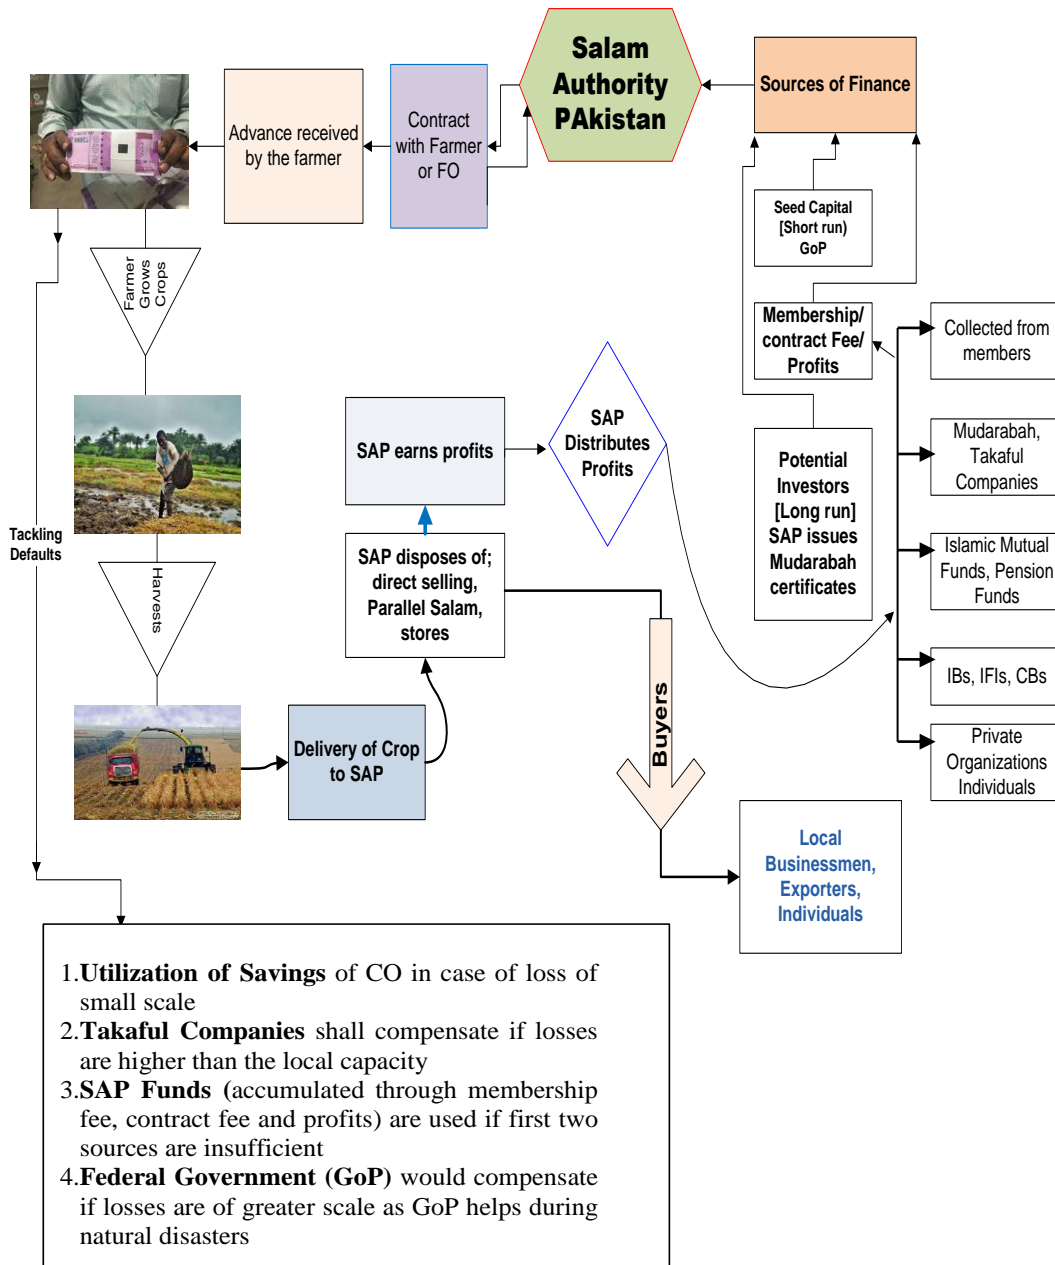 Salam
Authority
PAkistan
Sources of Finance
Contract
with Farmer
or FO
Advance received
by the farmer
Seed Capital
[Short run)
GoP
Membership/
contract Fee/
Profits
Potential
Investors
[Long run]
SAP issues
Mudarabah
certificates
Collected from
members
Mudarabah,
Takaful
Companies
Islamic Mutual
Funds, Pension
Funds
IBs, IFIs, CBs
Private
Organizations
Individuals
Farmer
Grows
Crops
Harvests
Tackling
Defaults
Delivery of Crop
to SAP
SAP disposes of;
direct selling,
Parallel Salam,
stores
SAP earns profits
SAP
Distributes
Profits
Buyers
Local
Businessmen,
Exporters,
Individuals
1.Utilization of Savings of CO in case of loss of
small scale
2.Takaful Companies shall compensate if losses
are higher than the local capacity
3.SAP Funds (accumulated through membership
fee, contract fee and profits) are used if first two
sources are insufficient
4.Federal Government (GoP) would compensate
if losses are of greater scale as GoP helps during
natural disasters